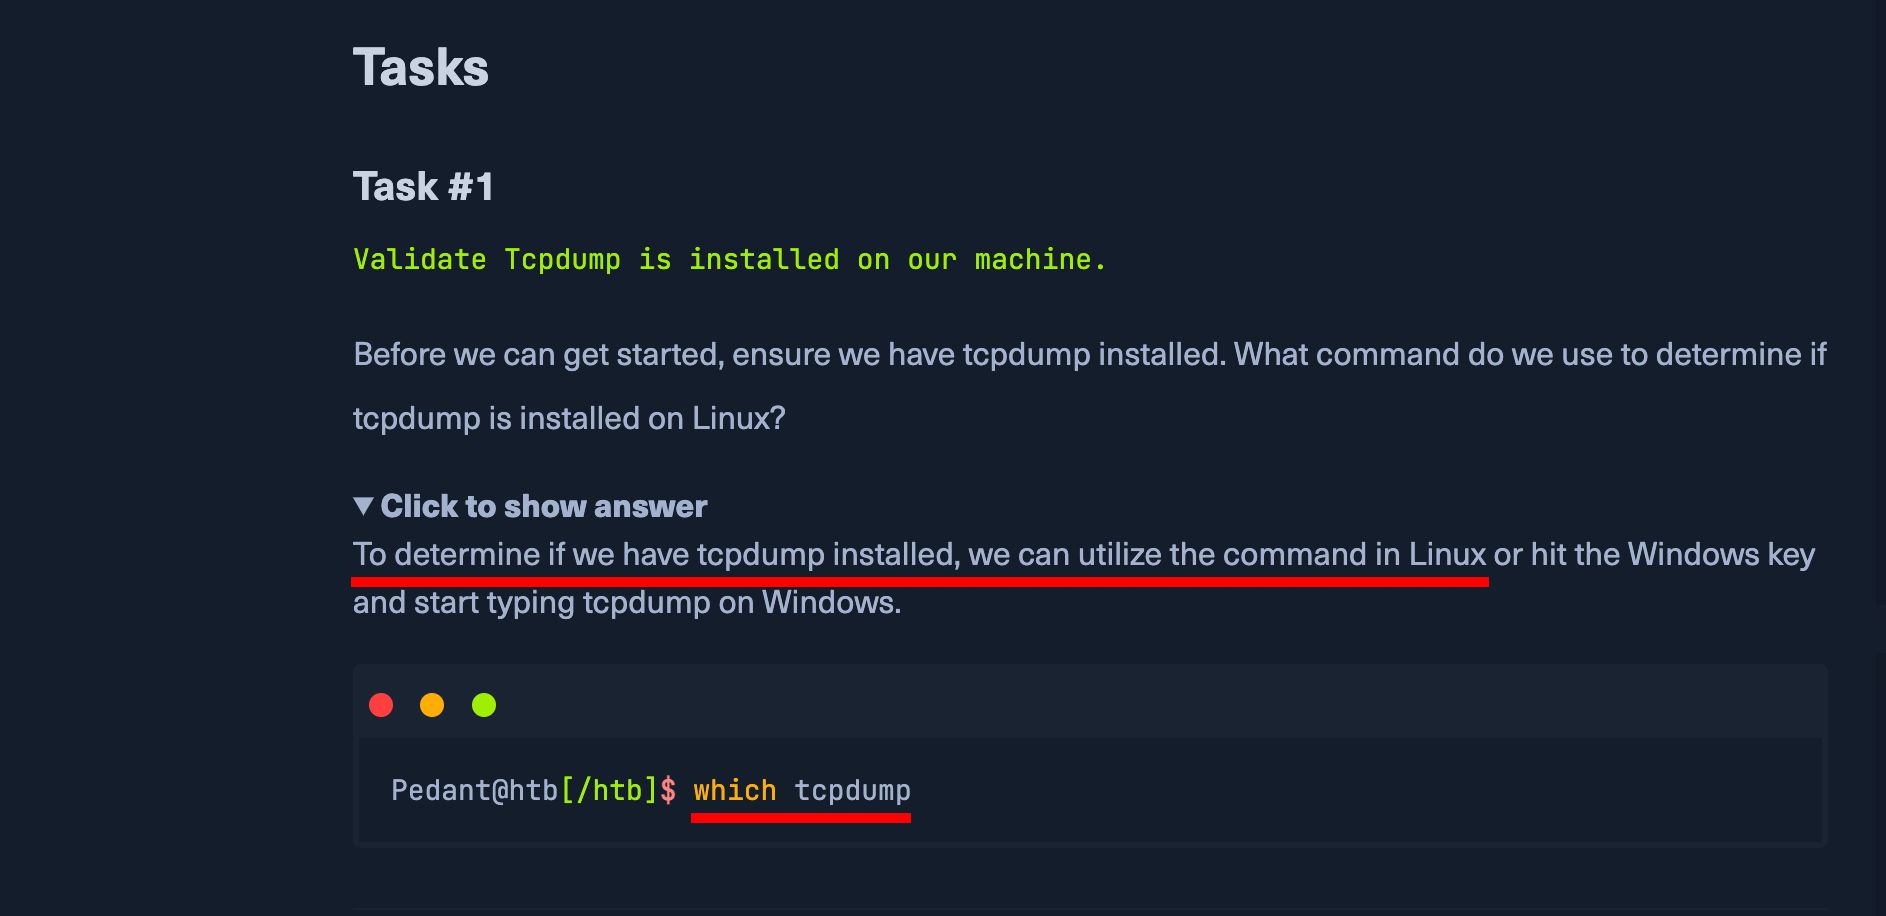 Tasks
Task #1
Validate Tcpdump is installed on our machine.
Before we can get started, ensure we have tcpdump installed. What command do we use to determine if
tcpdump is installed on Linux?
▼ Click to show answer
To determine if we have tcpdump installed, we can utilize the command in Linux or hit the Windows key
and start typing tcpdump on Windows.
Pedant@htb[/htb]$ which tcpdump